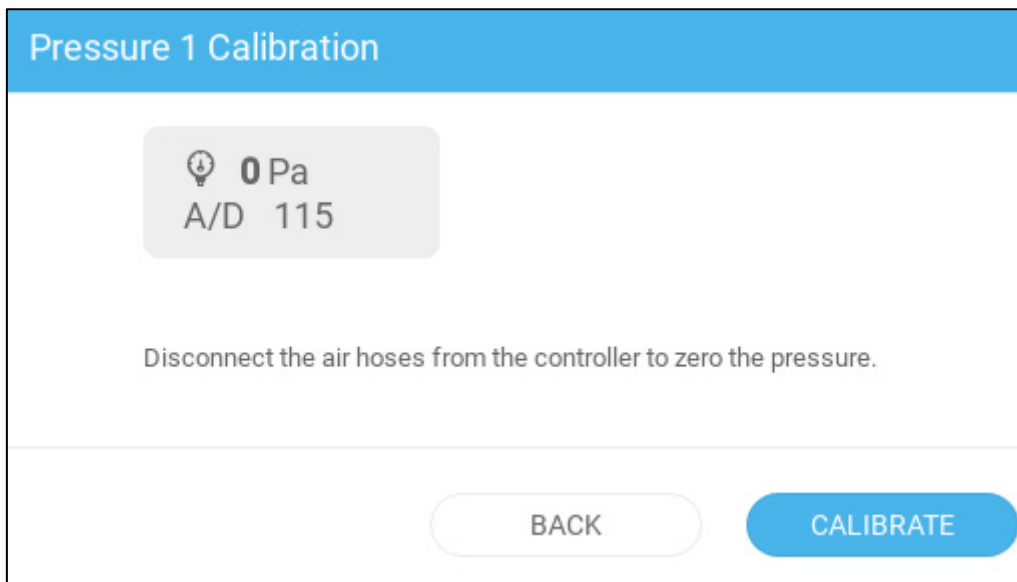 Pressure 1 Calibration
0 Pa
A/D 115
Disconnect the air hoses from the controller to zero the pressure.
BACK
CALIBRATE